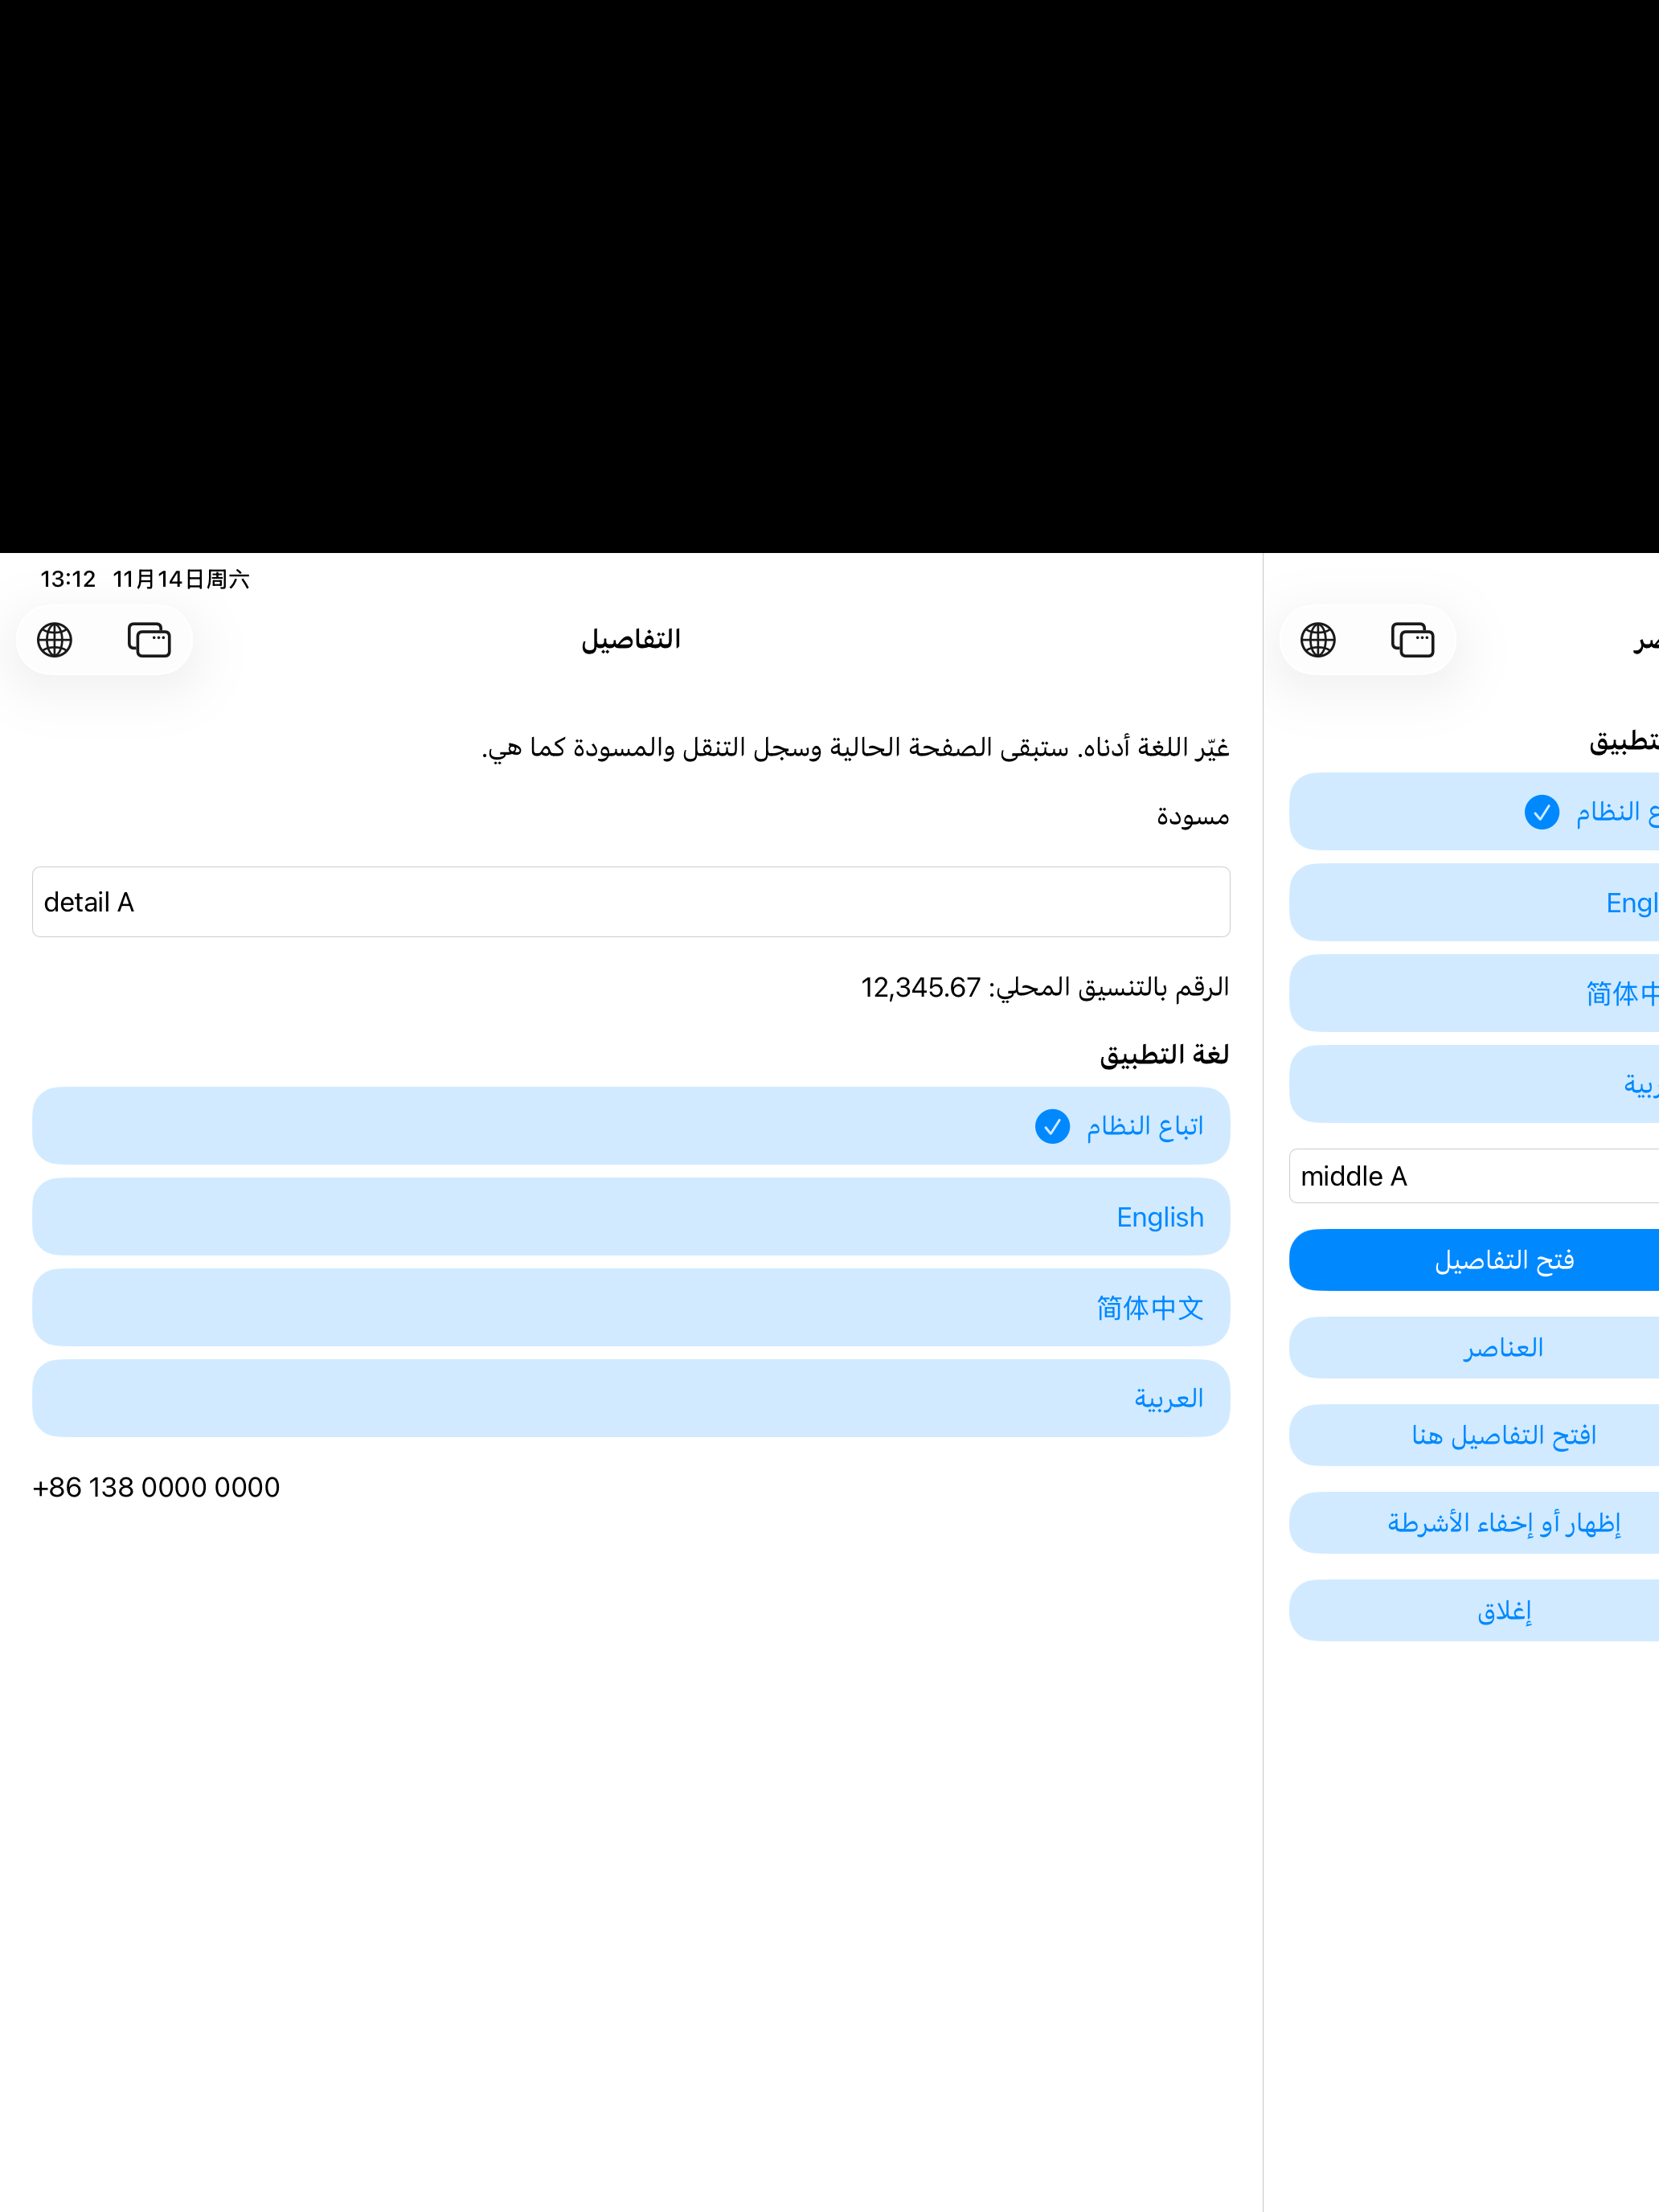 13:12 11月14日周六
التفاصيل
غيّر اللغة أدناه. ستبقى الصفحة الحالية وسجل التنقل والمسودة كما هي.
مسودة
detail A
الرقم بالتنسيق المحلي: 12,345.67
لغة التطبيق
اتباع النظام
English
简体中文
العربية
+86 138 0000 0000
النظام
middle A
فتح التفاصيل
العناصر
افتح التفاصيل هنا
إظهار أو إخفاء الأشرطة
إغلاق